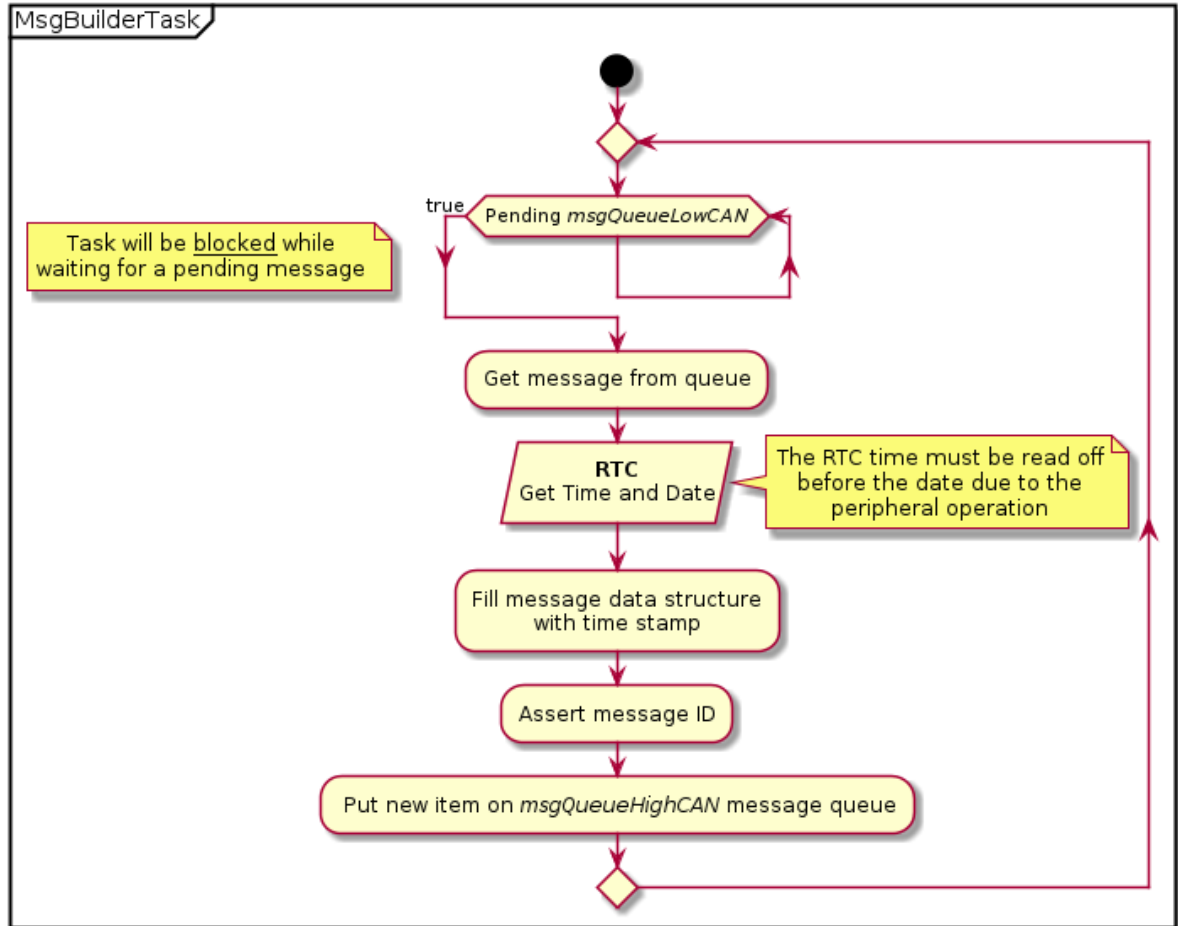 MsgBuilderTask
true
Pending msgQueueLowCAN
Task will be blocked while
waiting for a pending message
Get message from queue
RTC
Get Time and Date
The RTC time must be read off
before the date due to the
peripheral operation
Fill message data structure
with time stamp
Assert message ID
Put new item on msgQueueHighCAN message queue